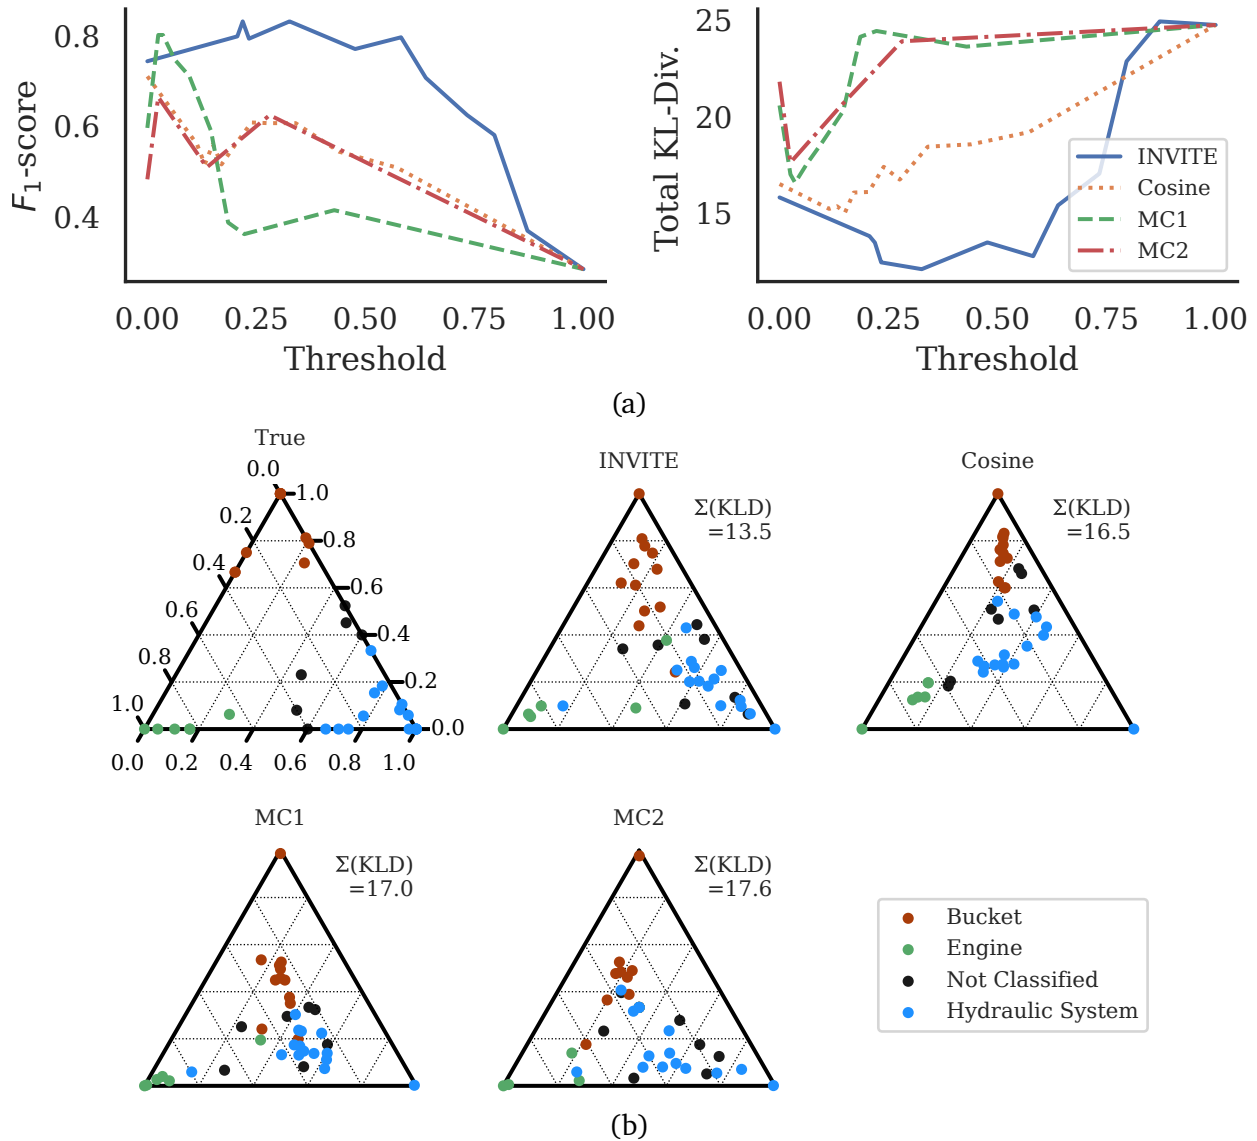 0.8
0.6
0.4
F1-score
0.00 0.25 0.50 0.75 1.00
Threshold
25
20
15
Total KL-Div.
INVITE
Cosine
MC1
MC2
0.00 0.25 0.50 0.75 1.00
Threshold
(a)
True
0.0
0.2
0.4
0.6
0.8
1.0
1.0
0.8
0.6
0.4
0.2
0.0
0.0 0.2 0.4 0.6 0.8 1.0
INVITE
Σ(KLD)
=13.5
Cosine
Σ(KLD)
=16.5
MC1
Σ(KLD)
=17.0
MC2
Σ(KLD)
=17.6
Bucket
Engine
Not Classified
Hydraulic System
(b)